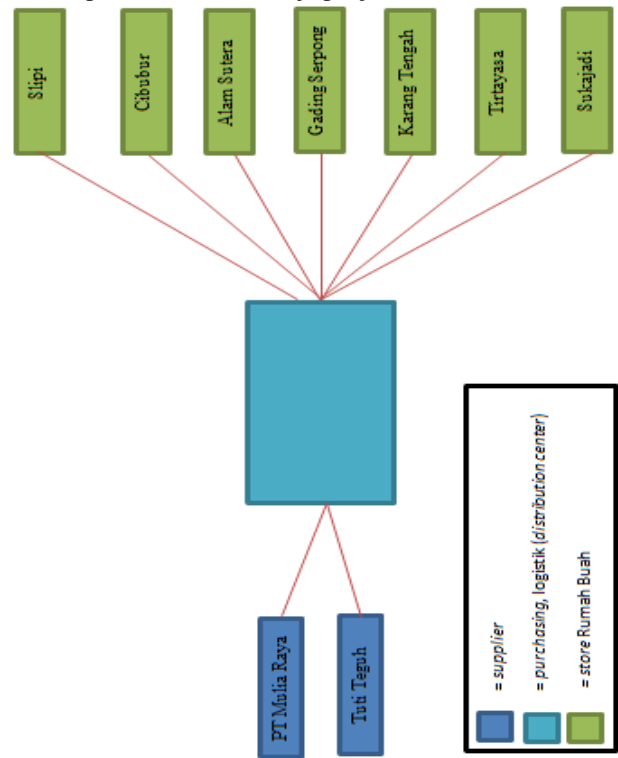 Slipi
Cibubur
Alam Sutera
Gading Serpong
Karang Tengah
Tirtayasa
Sukajadi
PT Mulia Raya
Tuti Teguh
= supplier
= purchasing, logistik (distribution center)
= store Rumah Buah